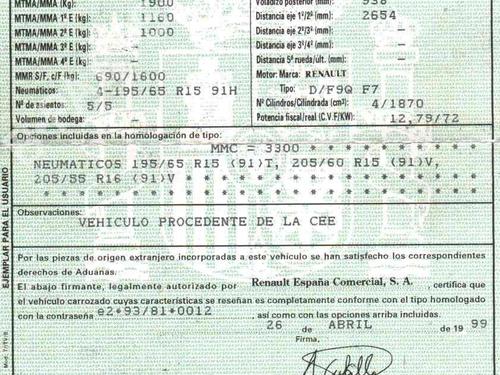 MTMA/MMA (Kg): 1900
MTMA/MMA 1º E (Kg): 1160
MTMA/MMA 2º E (Kg): 1000
MTMA/MMA 3º E (Kg): –
MTMA/MMA 4º E (Kg): –
MMR S/F, c/F (kg): 690/1600
Neumáticos: 4-195/65 R15 91H
Nº de asientos: 5/5
Volumen de bodega: –
Voladizo posterior (mm): 938
Distancia eje 1º/2º (mm): 2654
Distancia eje 2º/3º (mm): –
Distancia eje 3º/4º (mm): –
Distancia 5ª rueda/últ. (mm): –
Motor: Marca: RENAULT
Tipo: D/F9Q F7
Nº Cilindros/Cilindrada (cm³): 4/1870
Potencia fiscal/real (C.V.F/KW): 12,79/72
Opciones incluidas en la homologación de tipo:
MMC = 3300 * * * * * * * * * * *
NEUMATICOS 195/65 R15 (91)T, 205/60 R15 (91)V,
205/55 R16 (91)V * * * * * * * * * * * * * * *
Observaciones:
VEHICULO PROCEDENTE DE LA CEE
Por las piezas de origen extranjero incorporadas a este vehículo se han satisfecho los correspondientes
derechos de Aduanas.
El abajo firmante, legalmente autorizado por Renault España Comercial, S. A. , certifica que
el vehículo carrozado cuyas características se reseñan es completamente conforme con el tipo homologado
con la contraseña e2*93/81*0012 , así como con las opciones arriba incluidas.
26 de ABRIL de 19 99
Firma,
EJEMPLAR PARA EL USUARIO